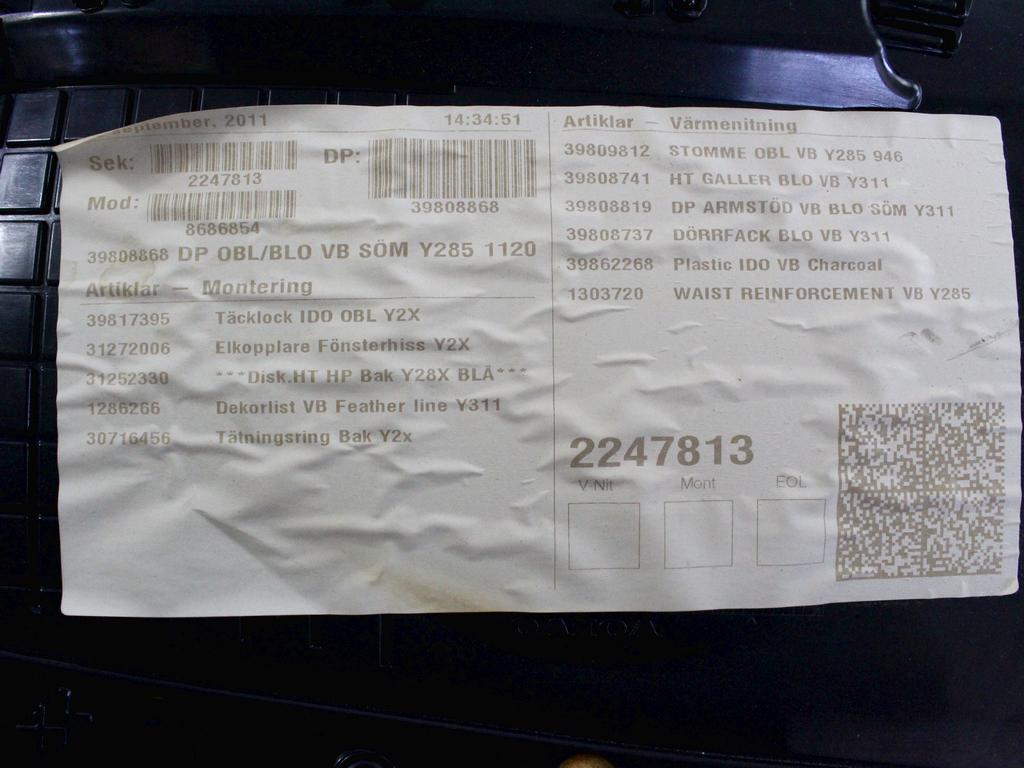 september, 2011 14:34:51
Sek: DP:
2247813
39808868
Mod:
8686854
39808868 DP OBL/BLO VB SÖM Y285 1120
Artiklar – Montering
39817395 Täcklock IDO OBL Y2X
31272006 Elkopplare Fönsterhiss Y2X
31252330 ***Disk.HT HP Bak Y28X BLÅ***
1286266 Dekorlist VB Feather line Y311
30716456 Tätningsring Bak Y2x
Artiklar – Värmenitning
39809812 STOMME OBL VB Y285 946
39808741 HT GALLER BLO VB Y311
39808819 DP ARMSTÖD VB BLO SÖM Y311
39808737 DÖRRFACK BLO VB Y311
39862268 Plastic IDO VB Charcoal
1303720 WAIST REINFORCEMENT VB Y285
2247813
V-Nit Mont EOL
VOLVO